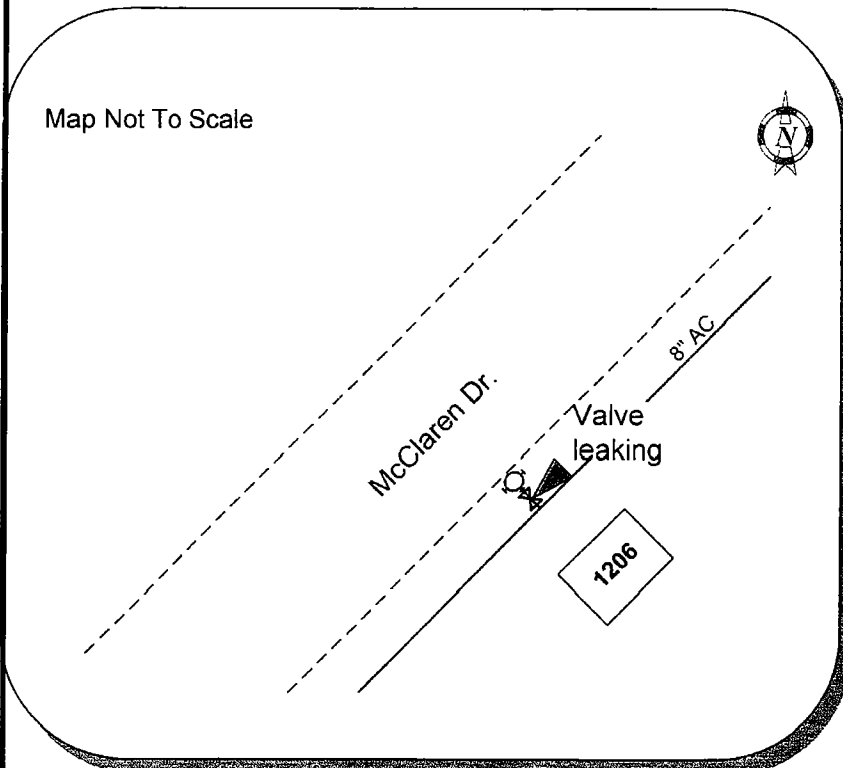 Map Not To Scale
N
8" AC
McClaren Dr.
Valve
leaking
1206